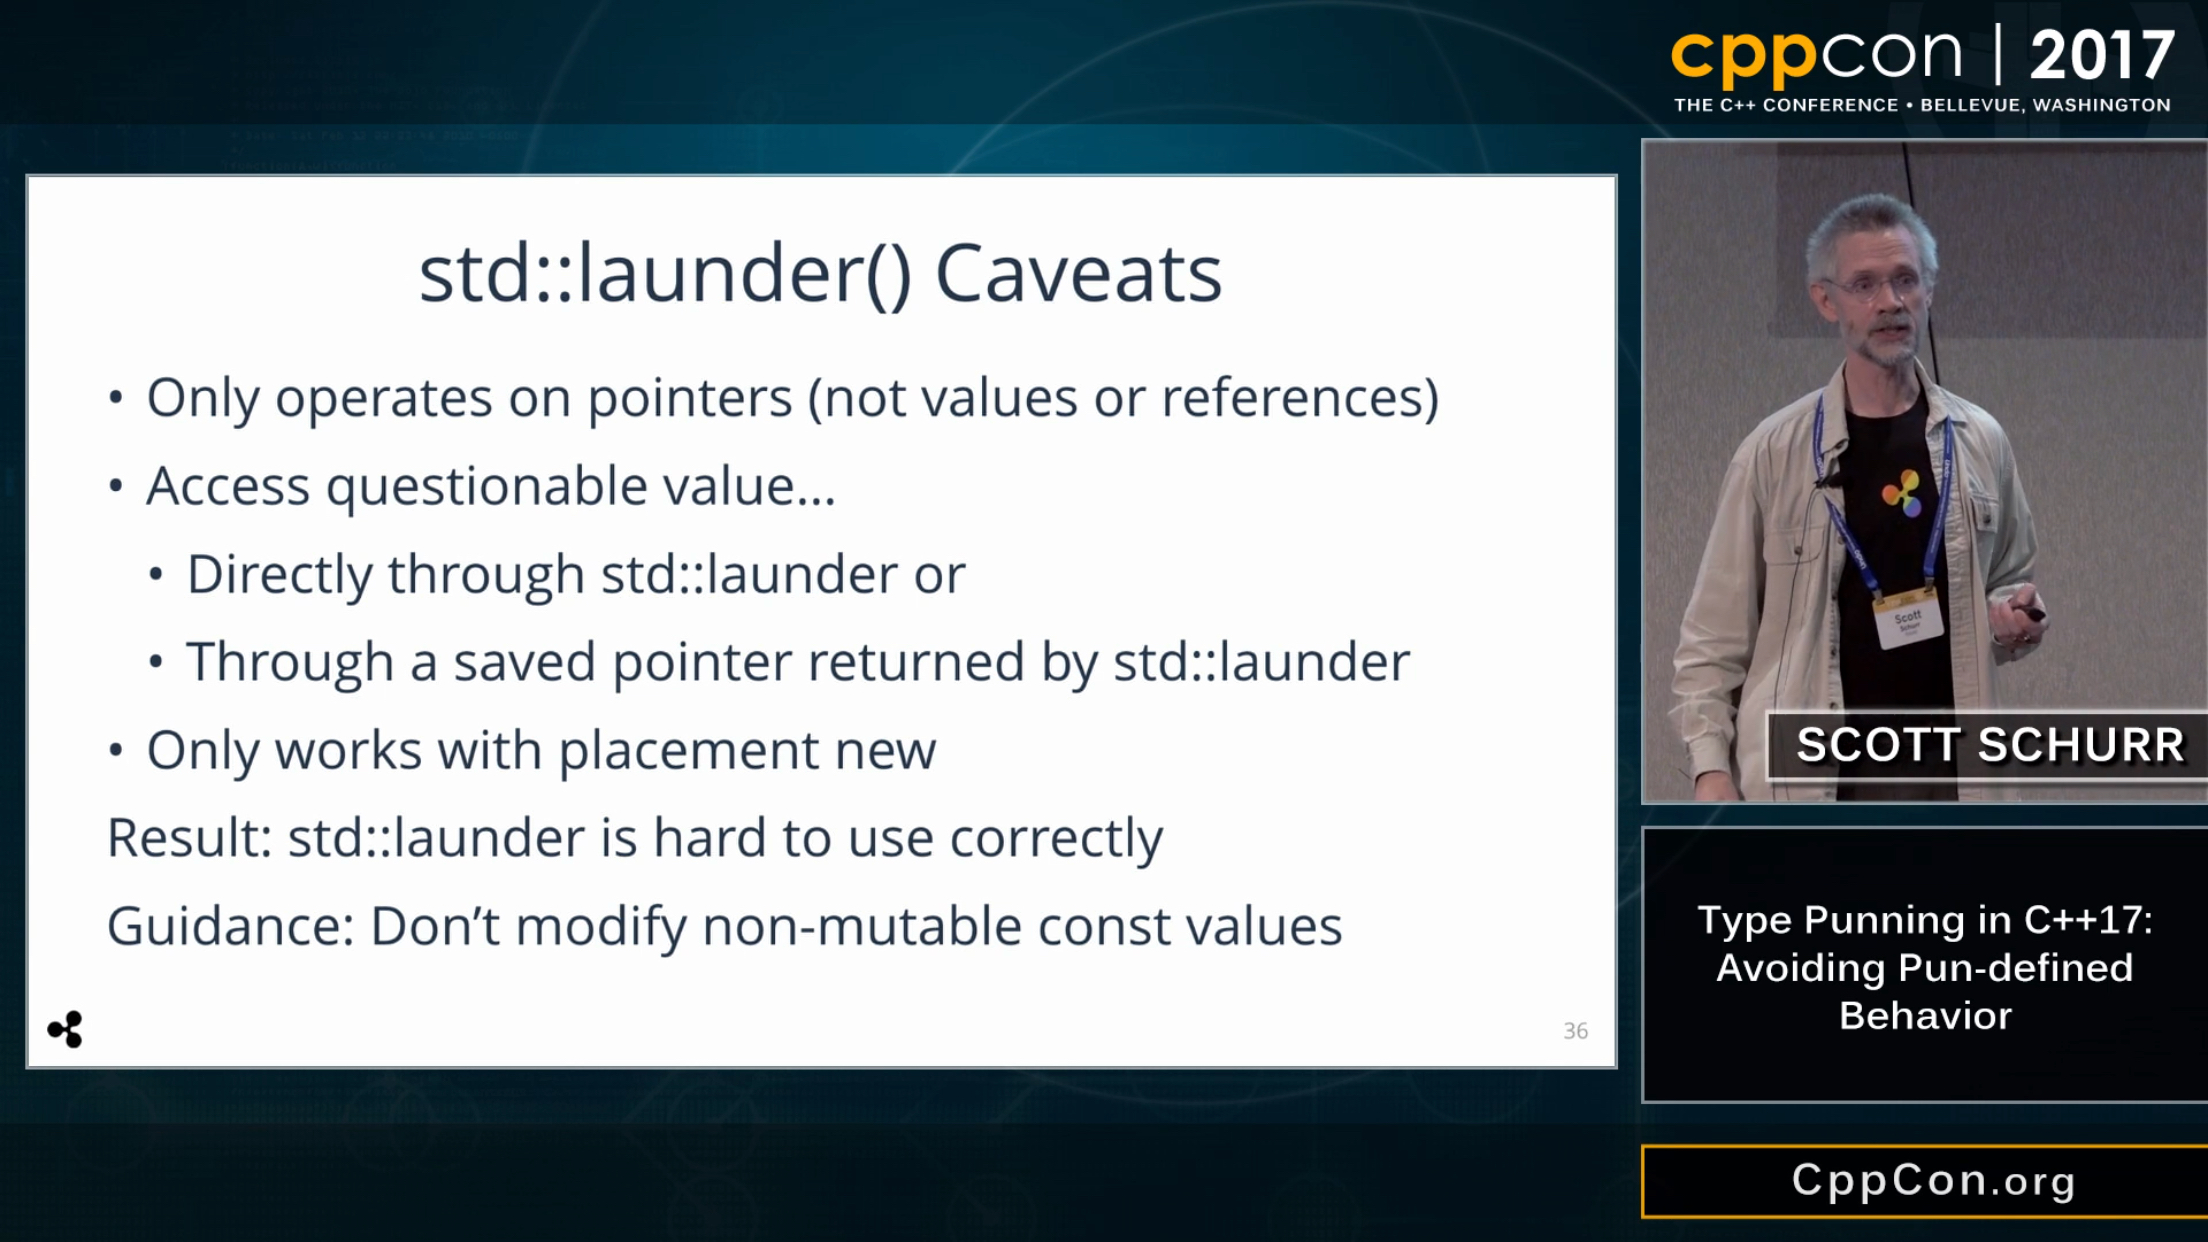 cppcon | 2017
THE C++ CONFERENCE • BELLEVUE, WASHINGTON
std::launder() Caveats
• Only operates on pointers (not values or references)
• Access questionable value...
• Directly through std::launder or
• Through a saved pointer returned by std::launder
• Only works with placement new
Result: std::launder is hard to use correctly
Guidance: Don’t modify non-mutable const values
36
Scott
Schurr
SCOTT SCHURR
Type Punning in C++17:
Avoiding Pun-defined
Behavior
CppCon.org